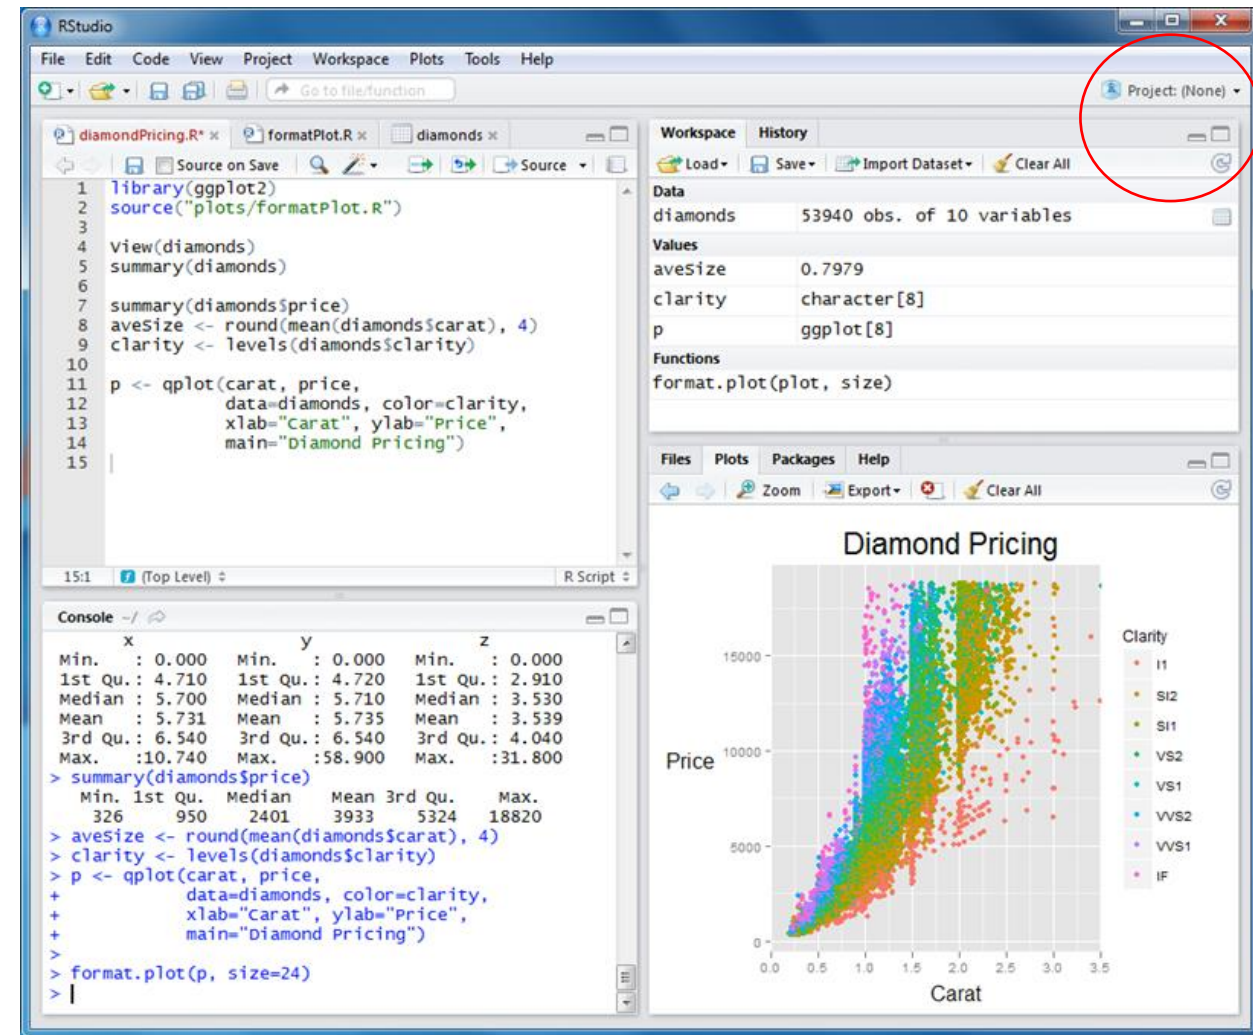 RStudio
File Edit Code View Project Workspace Plots Tools Help
Go to file/function
Project: (None)
diamondPricing.R* formatPlot.R diamonds
Source on Save Source
1 library(ggplot2)
2 source("plots/formatPlot.R")
3
4 View(diamonds)
5 summary(diamonds)
6
7 summary(diamonds$price)
8 aveSize <- round(mean(diamonds$carat), 4)
9 clarity <- levels(diamonds$clarity)
10
11 p <- qplot(carat, price,
12 data=diamonds, color=clarity,
13 xlab="Carat", ylab="Price",
14 main="Diamond Pricing")
15
15:1 (Top Level) R Script
Console ~/
x y z
Min. : 0.000 Min. : 0.000 Min. : 0.000
1st Qu.: 4.710 1st Qu.: 4.720 1st Qu.: 2.910
Median : 5.700 Median : 5.710 Median : 3.530
Mean : 5.731 Mean : 5.735 Mean : 3.539
3rd Qu.: 6.540 3rd Qu.: 6.540 3rd Qu.: 4.040
Max. :10.740 Max. :58.900 Max. :31.800
> summary(diamonds$price)
Min. 1st Qu. Median Mean 3rd Qu. Max.
326 950 2401 3933 5324 18820
> aveSize <- round(mean(diamonds$carat), 4)
> clarity <- levels(diamonds$clarity)
> p <- qplot(carat, price,
+ data=diamonds, color=clarity,
+ xlab="Carat", ylab="Price",
+ main="Diamond Pricing")
>
> format.plot(p, size=24)
>
Workspace History
Load Save Import Dataset Clear All
Data
diamonds 53940 obs. of 10 variables
Values
aveSize 0.7979
clarity character[8]
p ggplot[8]
Functions
format.plot(plot, size)
Files Plots Packages Help
Zoom Export Clear All
Diamond Pricing
Price
15000
10000
5000
0
0.0 0.5 1.0 1.5 2.0 2.5 3.0 3.5
Carat
Clarity
I1
SI2
SI1
VS2
VS1
VVS2
VVS1
IF